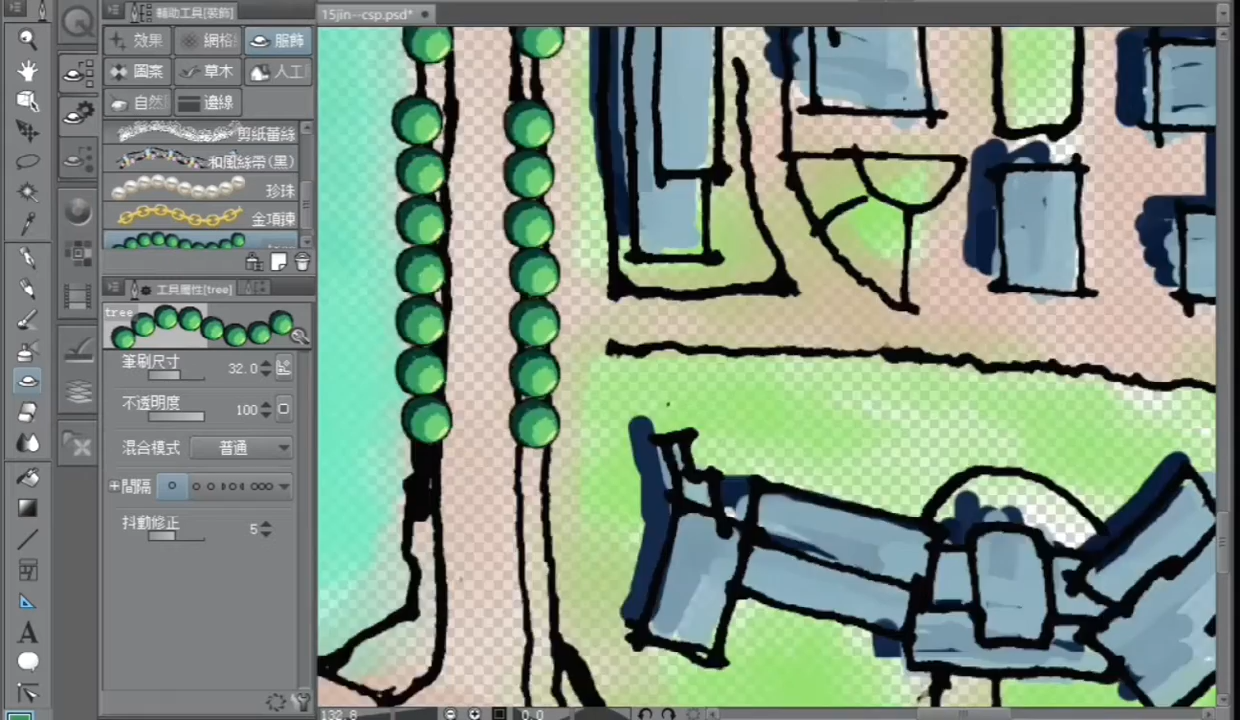 輔助工具[裝飾]
15jin--csp.psd*
效果 網格 服飾
圖案 草木 人工
自然 邊線
剪紙蕾絲
和風絲帶(黑)
珍珠
金項鍊
工具屬性[tree]
tree
筆刷尺寸 32.0
不透明度 100
混合模式 普通
間隔
抖動修正 5
132.8 0.0